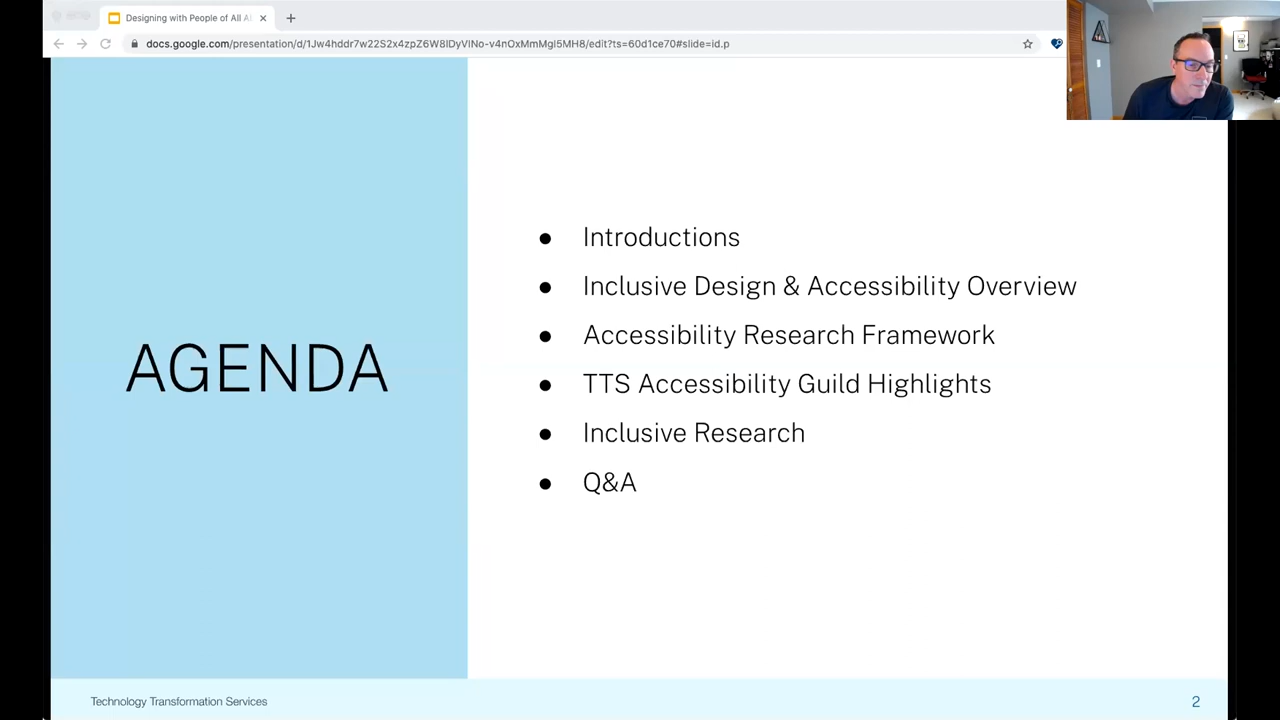 Designing with People of All A
docs.google.com/presentation/d/1Jw4hddr7w22S2x4zpZ6W8lDyVlNo-v4nOxMmMgl5MH8/edit?ts=60d1ce70#slide=id.p
AGENDA
● Introductions
● Inclusive Design & Accessibility Overview
● Accessibility Research Framework
● TTS Accessibility Guild Highlights
● Inclusive Research
● Q&A
Technology Transformation Services
2